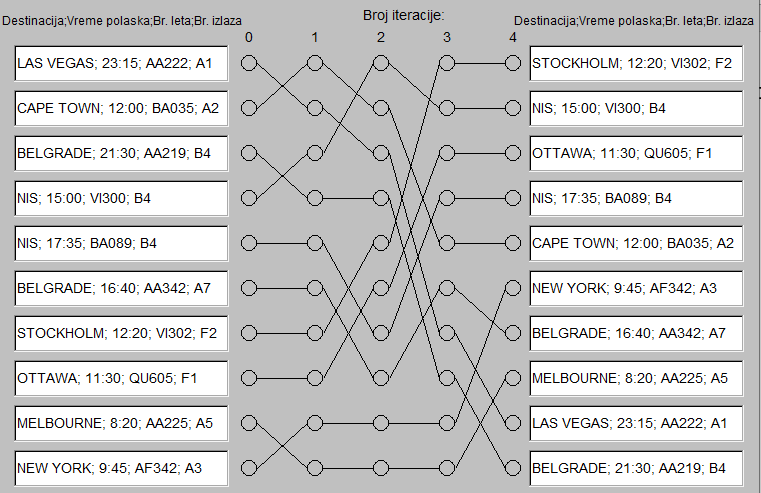 Broj iteracije:
Destinacija;Vreme polaska;Br. leta;Br. izlaza
Destinacija;Vreme polaska;Br. leta;Br. izlaza
0 1 2 3 4
LAS VEGAS; 23:15; AA222; A1
STOCKHOLM; 12:20; VI302; F2
CAPE TOWN; 12:00; BA035; A2
NIS; 15:00; VI300; B4
BELGRADE; 21:30; AA219; B4
OTTAWA; 11:30; QU605; F1
NIS; 15:00; VI300; B4
NIS; 17:35; BA089; B4
NIS; 17:35; BA089; B4
CAPE TOWN; 12:00; BA035; A2
BELGRADE; 16:40; AA342; A7
NEW YORK; 9:45; AF342; A3
STOCKHOLM; 12:20; VI302; F2
BELGRADE; 16:40; AA342; A7
OTTAWA; 11:30; QU605; F1
MELBOURNE; 8:20; AA225; A5
MELBOURNE; 8:20; AA225; A5
LAS VEGAS; 23:15; AA222; A1
NEW YORK; 9:45; AF342; A3
BELGRADE; 21:30; AA219; B4